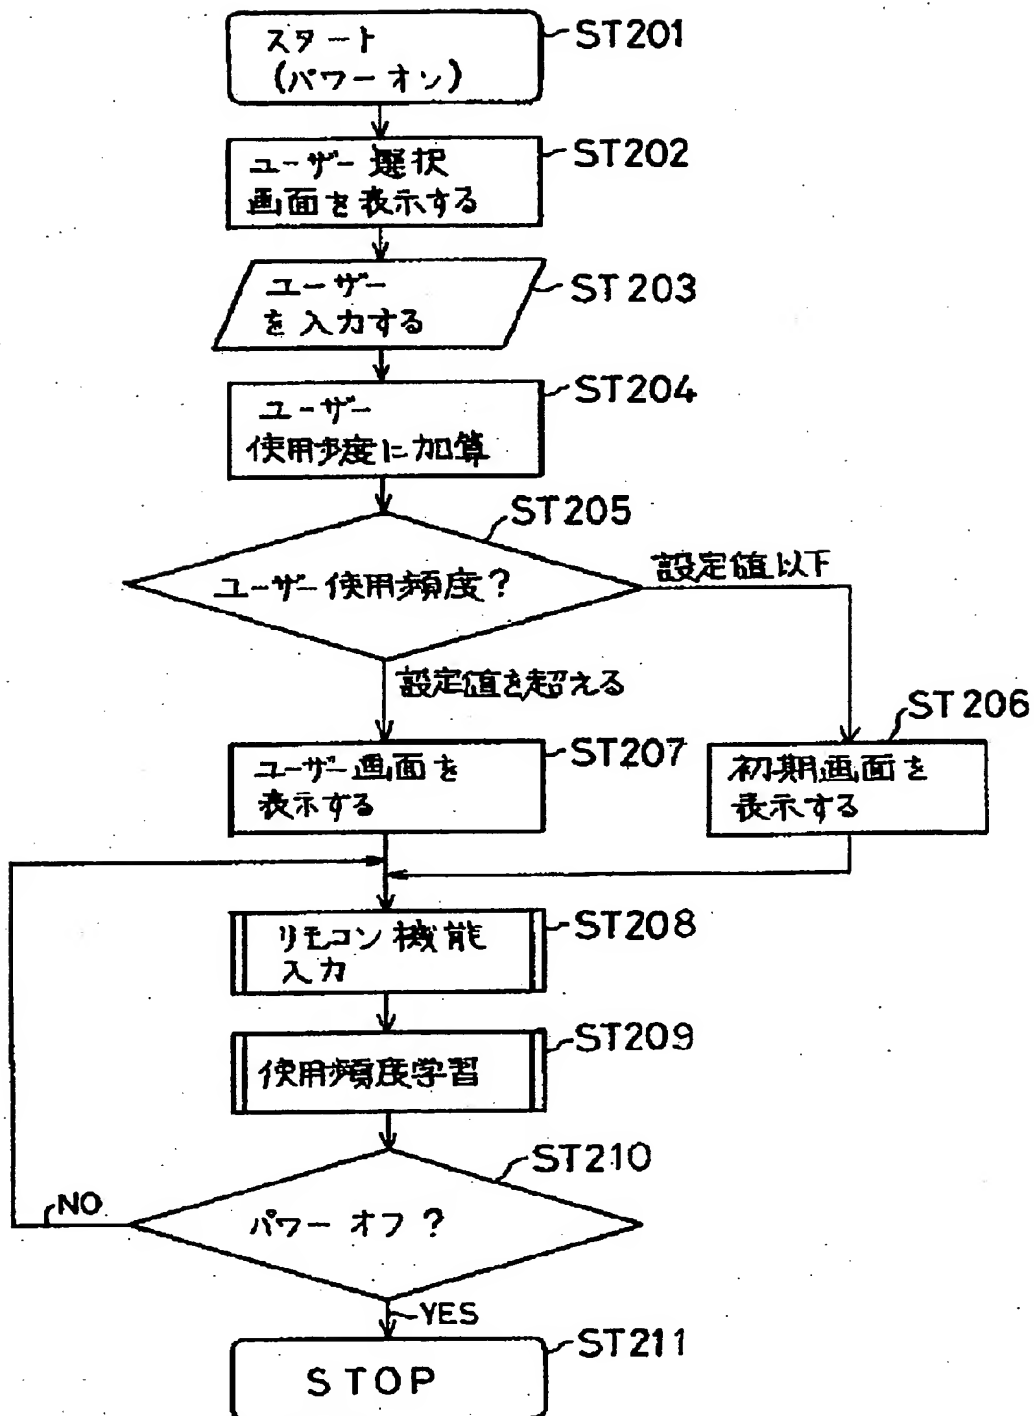 スタート
(パワーオン)
ST201
ユーザー選択
画面を表示する
ST202
ユーザー
を入力する
ST203
ユーザー
使用頻度に加算
ST204
ST205
ユーザー使用頻度?
設定値以下
設定値を超える
ST206
ユーザー画面を
表示する
ST207
初期画面を
表示する
リモコン機能
入力
ST208
使用頻度学習
ST209
ST210
パワーオフ?
NO
YES
STOP
ST211